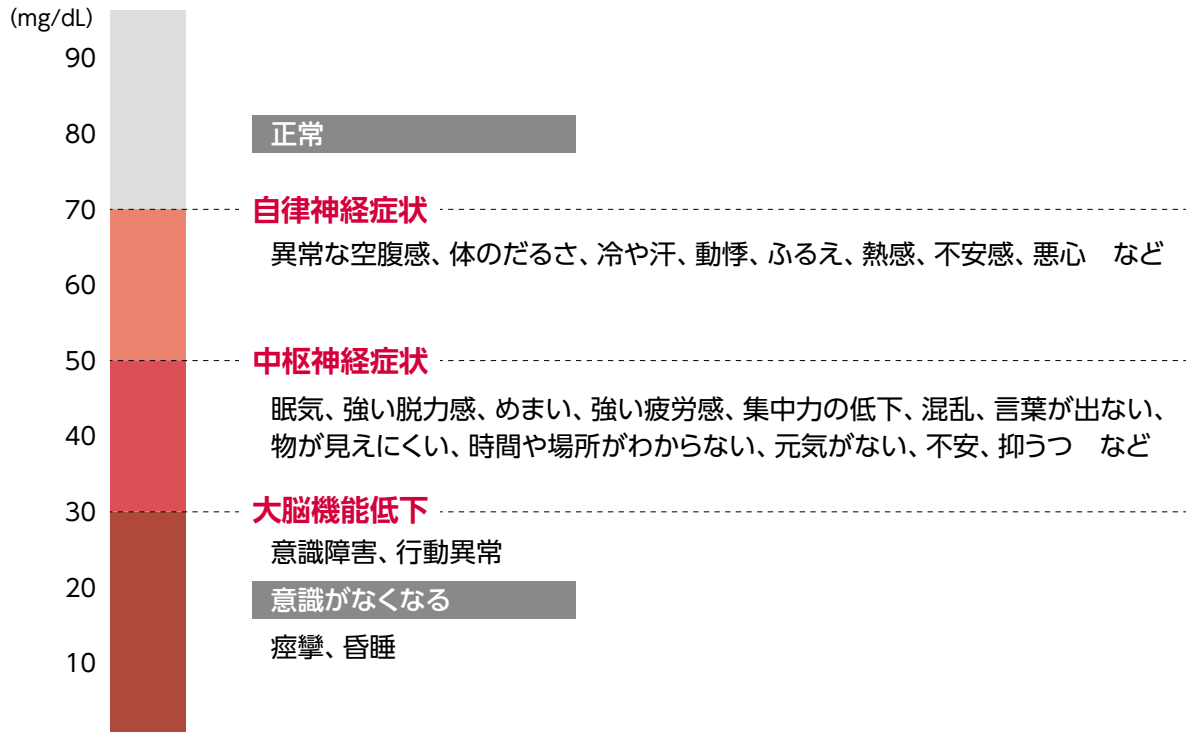 (mg/dL)
90
80
正常
70
自律神経症状
異常な空腹感、体のだるさ、冷や汗、動悸、ふるえ、熱感、不安感、悪心　など
60
50
中枢神経症状
眠気、強い脱力感、めまい、強い疲労感、集中力の低下、混乱、言葉が出ない、
40
物が見えにくい、時間や場所がわからない、元気がない、不安、抑うつ　など
30
大脳機能低下
意識障害、行動異常
20
意識がなくなる
痙攣、昏睡
10